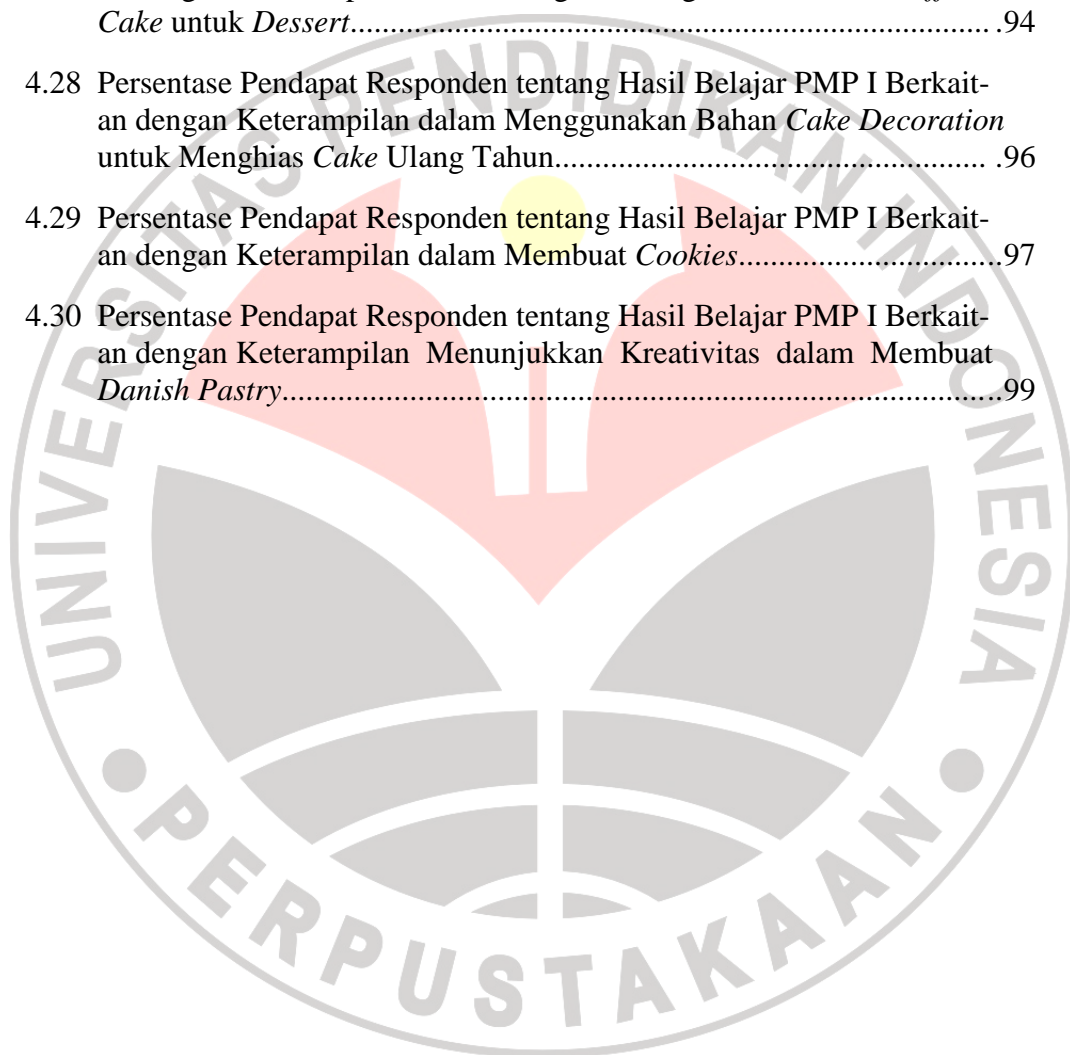 Cake untuk Dessert.................................................................................. .94
4.28 Persentase Pendapat Responden tentang Hasil Belajar PMP I Berkait-
an dengan Keterampilan dalam Menggunakan Bahan Cake Decoration
untuk Menghias Cake Ulang Tahun...................................................... .96
4.29 Persentase Pendapat Responden tentang Hasil Belajar PMP I Berkait-
an dengan Keterampilan dalam Membuat Cookies.................................97
4.30 Persentase Pendapat Responden tentang Hasil Belajar PMP I Berkait-
an dengan Keterampilan Menunjukkan Kreativitas dalam Membuat
Danish Pastry...........................................................................................99
UNIVERSITAS PENDIDIKAN INDONESIA
PERPUSTAKAAN